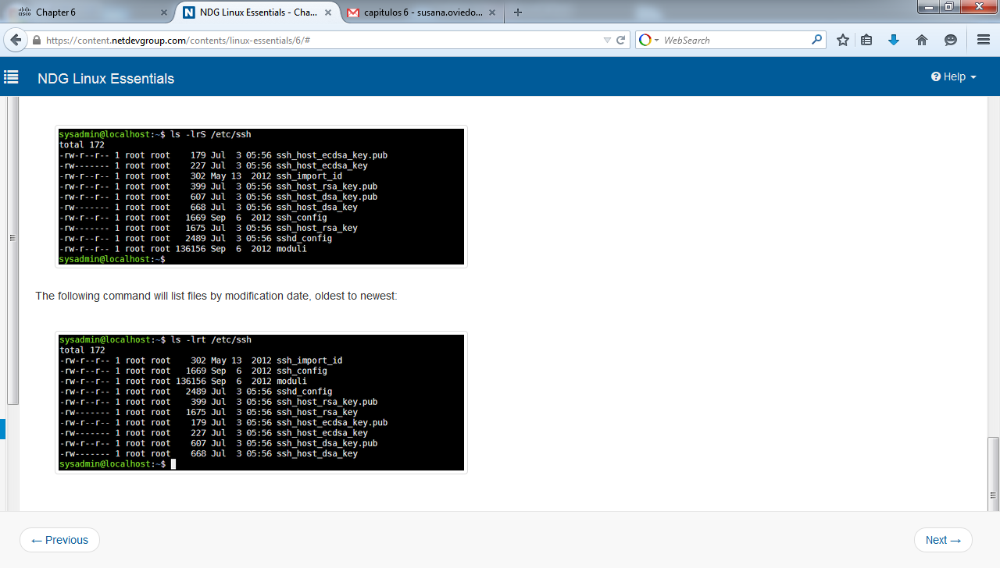 cisco Chapter 6
N NDG Linux Essentials - Cha...
capitulos 6 - susana.oviedo...
https://content.netdevgroup.com/contents/linux-essentials/6/#
WebSearch
NDG Linux Essentials
Help
sysadmin@localhost:~$ ls -lrS /etc/ssh
total 172
-rw-r--r-- 1 root root    179 Jul  3 05:56 ssh_host_ecdsa_key.pub
-rw------- 1 root root    227 Jul  3 05:56 ssh_host_ecdsa_key
-rw-r--r-- 1 root root    302 May 13  2012 ssh_import_id
-rw-r--r-- 1 root root    399 Jul  3 05:56 ssh_host_rsa_key.pub
-rw-r--r-- 1 root root    607 Jul  3 05:56 ssh_host_dsa_key.pub
-rw------- 1 root root    668 Jul  3 05:56 ssh_host_dsa_key
-rw-r--r-- 1 root root   1669 Sep  6  2012 ssh_config
-rw------- 1 root root   1675 Jul  3 05:56 ssh_host_rsa_key
-rw-r--r-- 1 root root   2489 Jul  3 05:56 sshd_config
-rw-r--r-- 1 root root 136156 Sep  6  2012 moduli
sysadmin@localhost:~$
The following command will list files by modification date, oldest to newest:
sysadmin@localhost:~$ ls -lrt /etc/ssh
total 172
-rw-r--r-- 1 root root    302 May 13  2012 ssh_import_id
-rw-r--r-- 1 root root   1669 Sep  6  2012 ssh_config
-rw-r--r-- 1 root root 136156 Sep  6  2012 moduli
-rw-r--r-- 1 root root   2489 Jul  3 05:56 sshd_config
-rw-r--r-- 1 root root    399 Jul  3 05:56 ssh_host_rsa_key.pub
-rw------- 1 root root   1675 Jul  3 05:56 ssh_host_rsa_key
-rw-r--r-- 1 root root    179 Jul  3 05:56 ssh_host_ecdsa_key.pub
-rw------- 1 root root    227 Jul  3 05:56 ssh_host_ecdsa_key
-rw-r--r-- 1 root root    607 Jul  3 05:56 ssh_host_dsa_key.pub
-rw------- 1 root root    668 Jul  3 05:56 ssh_host_dsa_key
sysadmin@localhost:~$
← Previous
Next →